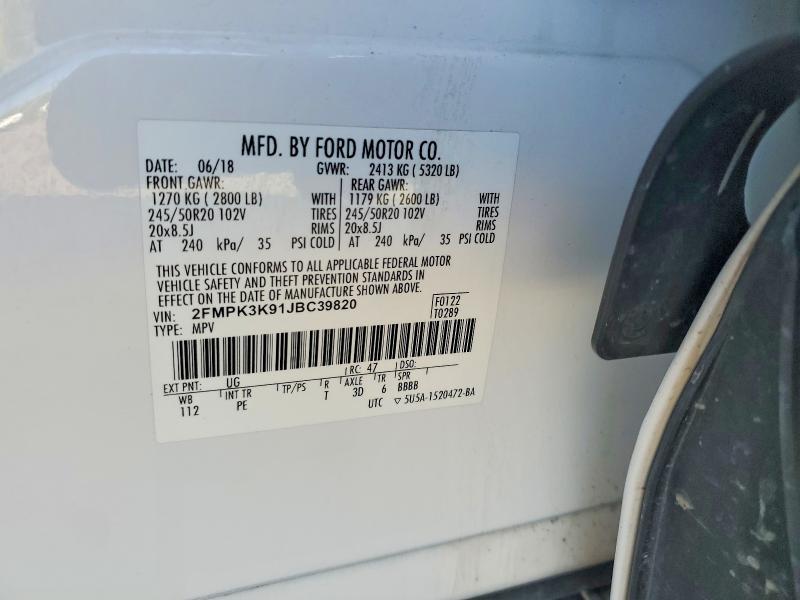 MFD. BY FORD MOTOR CO.
DATE: 06/18 GVWR: 2413 KG ( 5320 LB)
FRONT GAWR: REAR GAWR:
1270 KG ( 2800 LB) WITH 1179 KG ( 2600 LB) WITH
245/50R20 102V TIRES 245/50R20 102V TIRES
20x8.5J RIMS 20x8.5J RIMS
AT 240 kPa/ 35 PSI COLD AT 240 kPa/ 35 PSI COLD
THIS VEHICLE CONFORMS TO ALL APPLICABLE FEDERAL MOTOR
VEHICLE SAFETY AND THEFT PREVENTION STANDARDS IN
EFFECT ON THE DATE OF MANUFACTURE SHOWN ABOVE.
VIN: 2FMPK3K91JBC39820 F0122
TYPE: MPV T0289
EXT PNT: UG RC: 47 DSO:
WB INT TR TP/PS R AXLE TR SPR
112 PE T 3D 6 BBBB
UTC ▽ 5U5A-1520472-BA